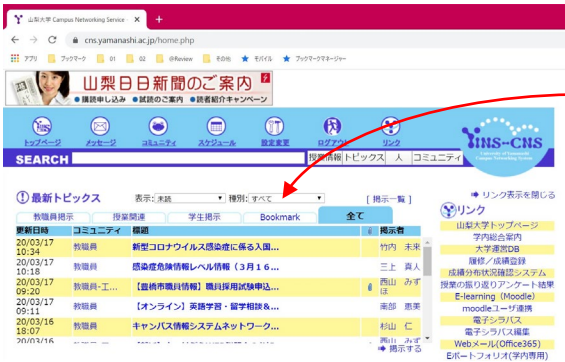 山梨大学 Campus Networking Service
cns.yamanashi.ac.jp/home.php
アプリ ブックマーク 01 02 @Review その他 モバイル ブックマークマネージャー
山梨日日新聞のご案内
●購読申し込み ●試読のご案内 ●読者紹介キャンペーン
トップページ メッセージ コミュニティ スケジュール 設定変更 ログアウト リンク
YINS-CNS
University of Yamanashi
Campus Networking System
SEARCH 授業情報 トピックス 人 コミュニティ
最新トピックス 表示: 未読 種別: すべて [ 掲示一覧 ]
教職員掲示 授業関連 学生掲示 Bookmark 全て
更新日時 コミュニティ 標題 掲示者
20/03/17 10:34 教職員 新型コロナウイルス感染症に係る入国... 竹内 未来
20/03/17 10:18 教職員 感染症危険情報レベル情報（３月１６... 三上 真人
20/03/17 09:20 教職員-工... 【豊橋市職員情報】職員採用試験申込... 西山 みずほ
20/03/17 09:11 教職員 【オンライン】英語学習・留学相談&... 南部 恵美
20/03/16 18:07 教職員 キャンパス情報システムネットワーク... 杉山 仁
20/03/16
掲示する
リンク表示を閉じる
リンク
山梨大学トップページ
学内総合案内
大学運営DB
履修/成績登録
成績分布状況確認システム
授業の振り返りアンケート結果
E-learning (Moodle)
moodleユーザ連携
電子シラバス
電子シラバス編集
Webメール(Office365)
Eポートフォリオ(学内専用)